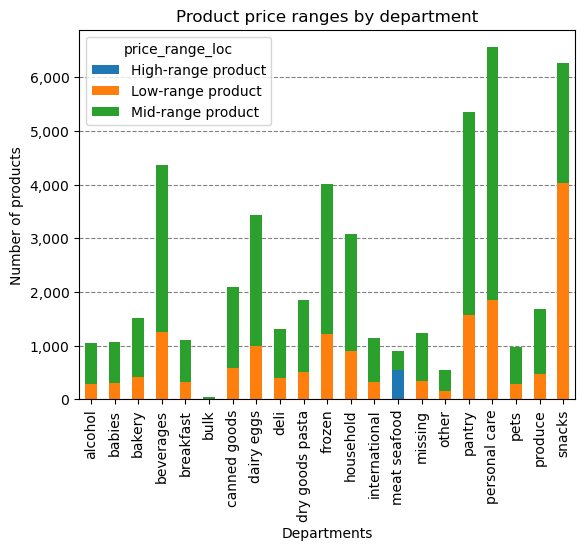 Product price ranges by department
price_range_loc
High-range product
Low-range product
Mid-range product
Number of products
6,000
5,000
4,000
3,000
2,000
1,000
0
alcohol
babies
bakery
beverages
breakfast
bulk
canned goods
dairy eggs
deli
dry goods pasta
frozen
household
international
meat seafood
missing
other
pantry
personal care
pets
produce
snacks
Departments